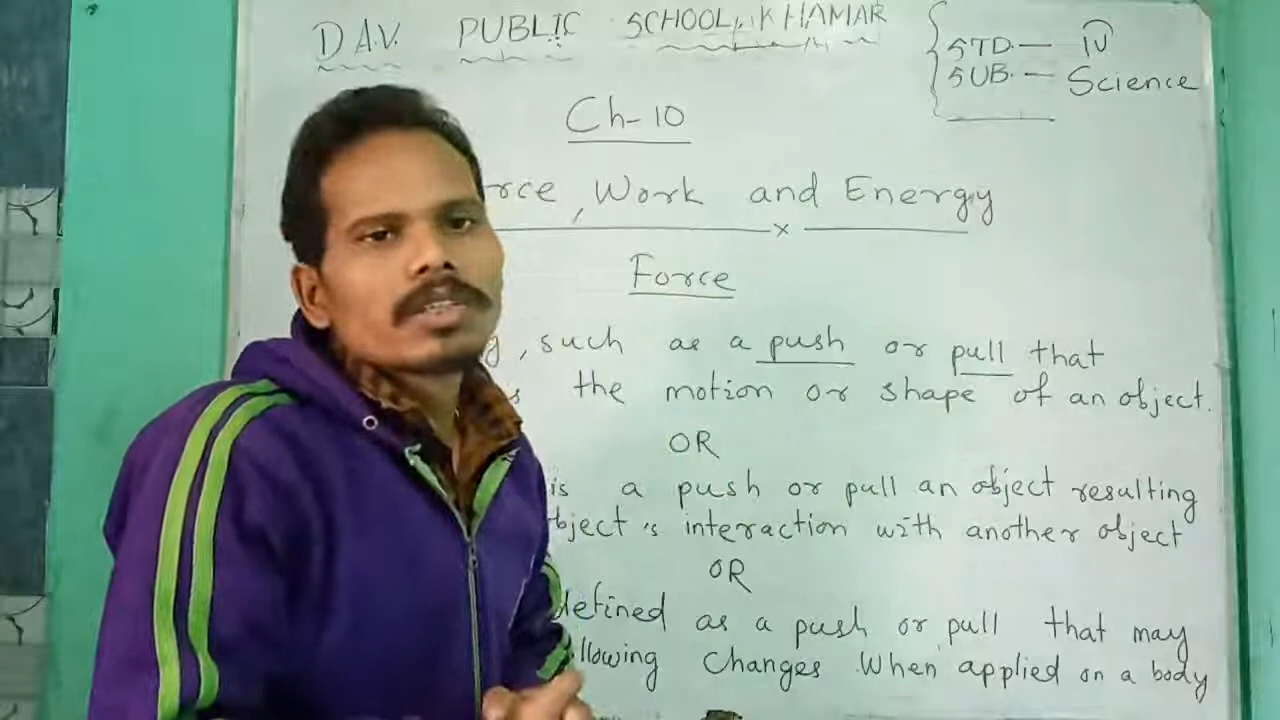 D.A.V. PUBLIC SCHOOL, KHAMAR
STD. — IV
SUB. — Science
Ch-10
rce, Work and Energy
Force
g, such as a push or pull that
s the motion or shape of an object.
OR
is a push or pull an object resulting
bject's interaction with another object
OR
defined as a push or pull that may
llowing Changes When applied on a body